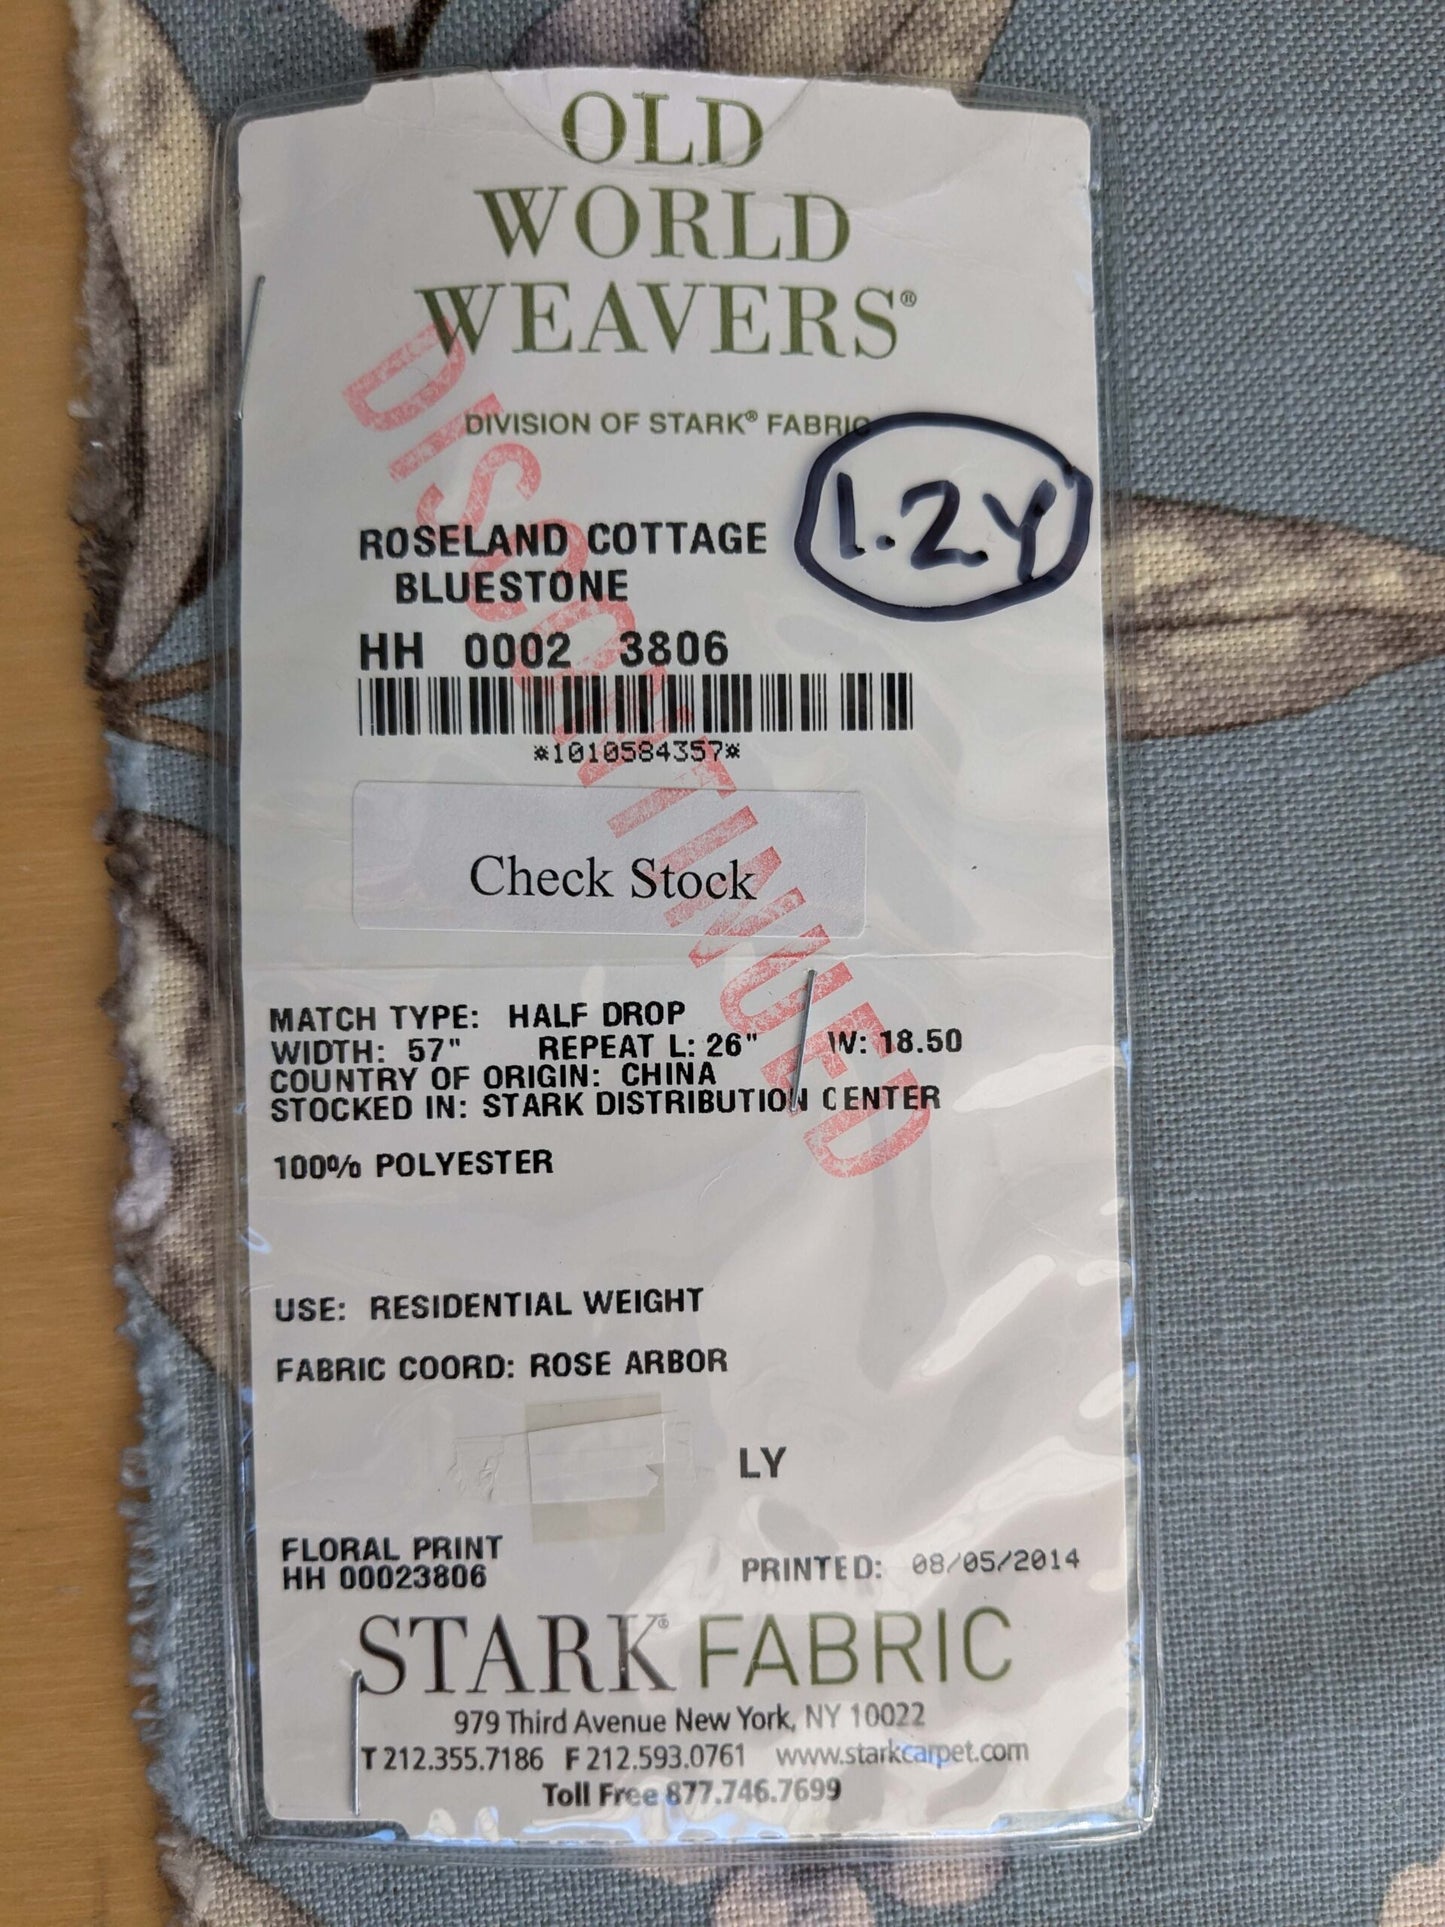 OLD
WORLD
WEAVERS®
DIVISION OF STARK® FABRIC
1.2Y
DISCONTINUED
ROSELAND COTTAGE
BLUESTONE
HH 0002 3806
*1010584357*
Check Stock
MATCH TYPE: HALF DROP
WIDTH: 57" REPEAT L: 26" W: 18.50
COUNTRY OF ORIGIN: CHINA
STOCKED IN: STARK DISTRIBUTION CENTER
100% POLYESTER
USE: RESIDENTIAL WEIGHT
FABRIC COORD: ROSE ARBOR
LY
FLORAL PRINT
HH 00023806
PRINTED: 08/05/2014
STARK® FABRIC
979 Third Avenue New York, NY 10022
T 212.355.7186 F 212.593.0761 www.starkcarpet.com
Toll Free 877.746.7699